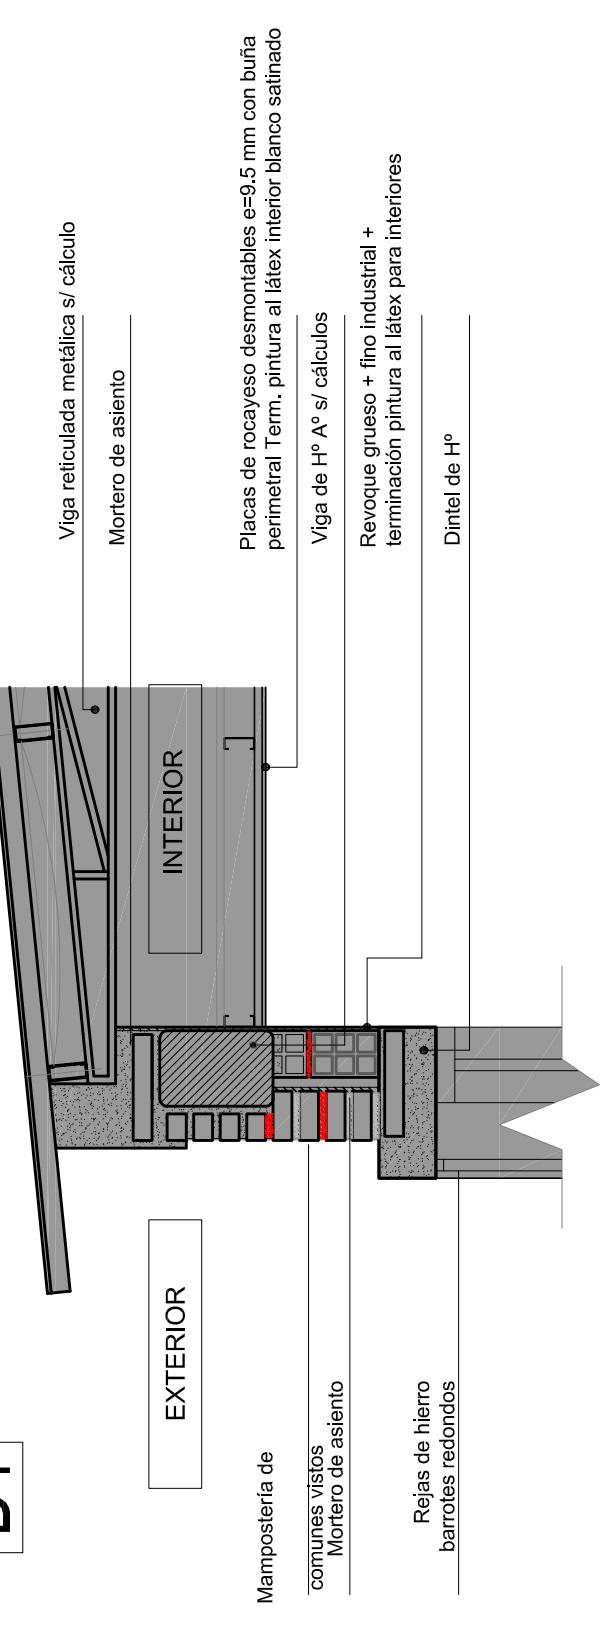 Viga reticulada metálica s/ cálculo
Mortero de asiento
Placas de rocayeso desmontables e=9.5 mm con buña
perimetral Term. pintura al látex interior blanco satinado
Viga de Hº Aº s/ cálculos
Revoque grueso + fino industrial +
terminación pintura al látex para interiores
Dintel de Hº
INTERIOR
EXTERIOR
Mampostería de
comunes vistos
Mortero de asiento
Rejas de hierro
barrotes redondos